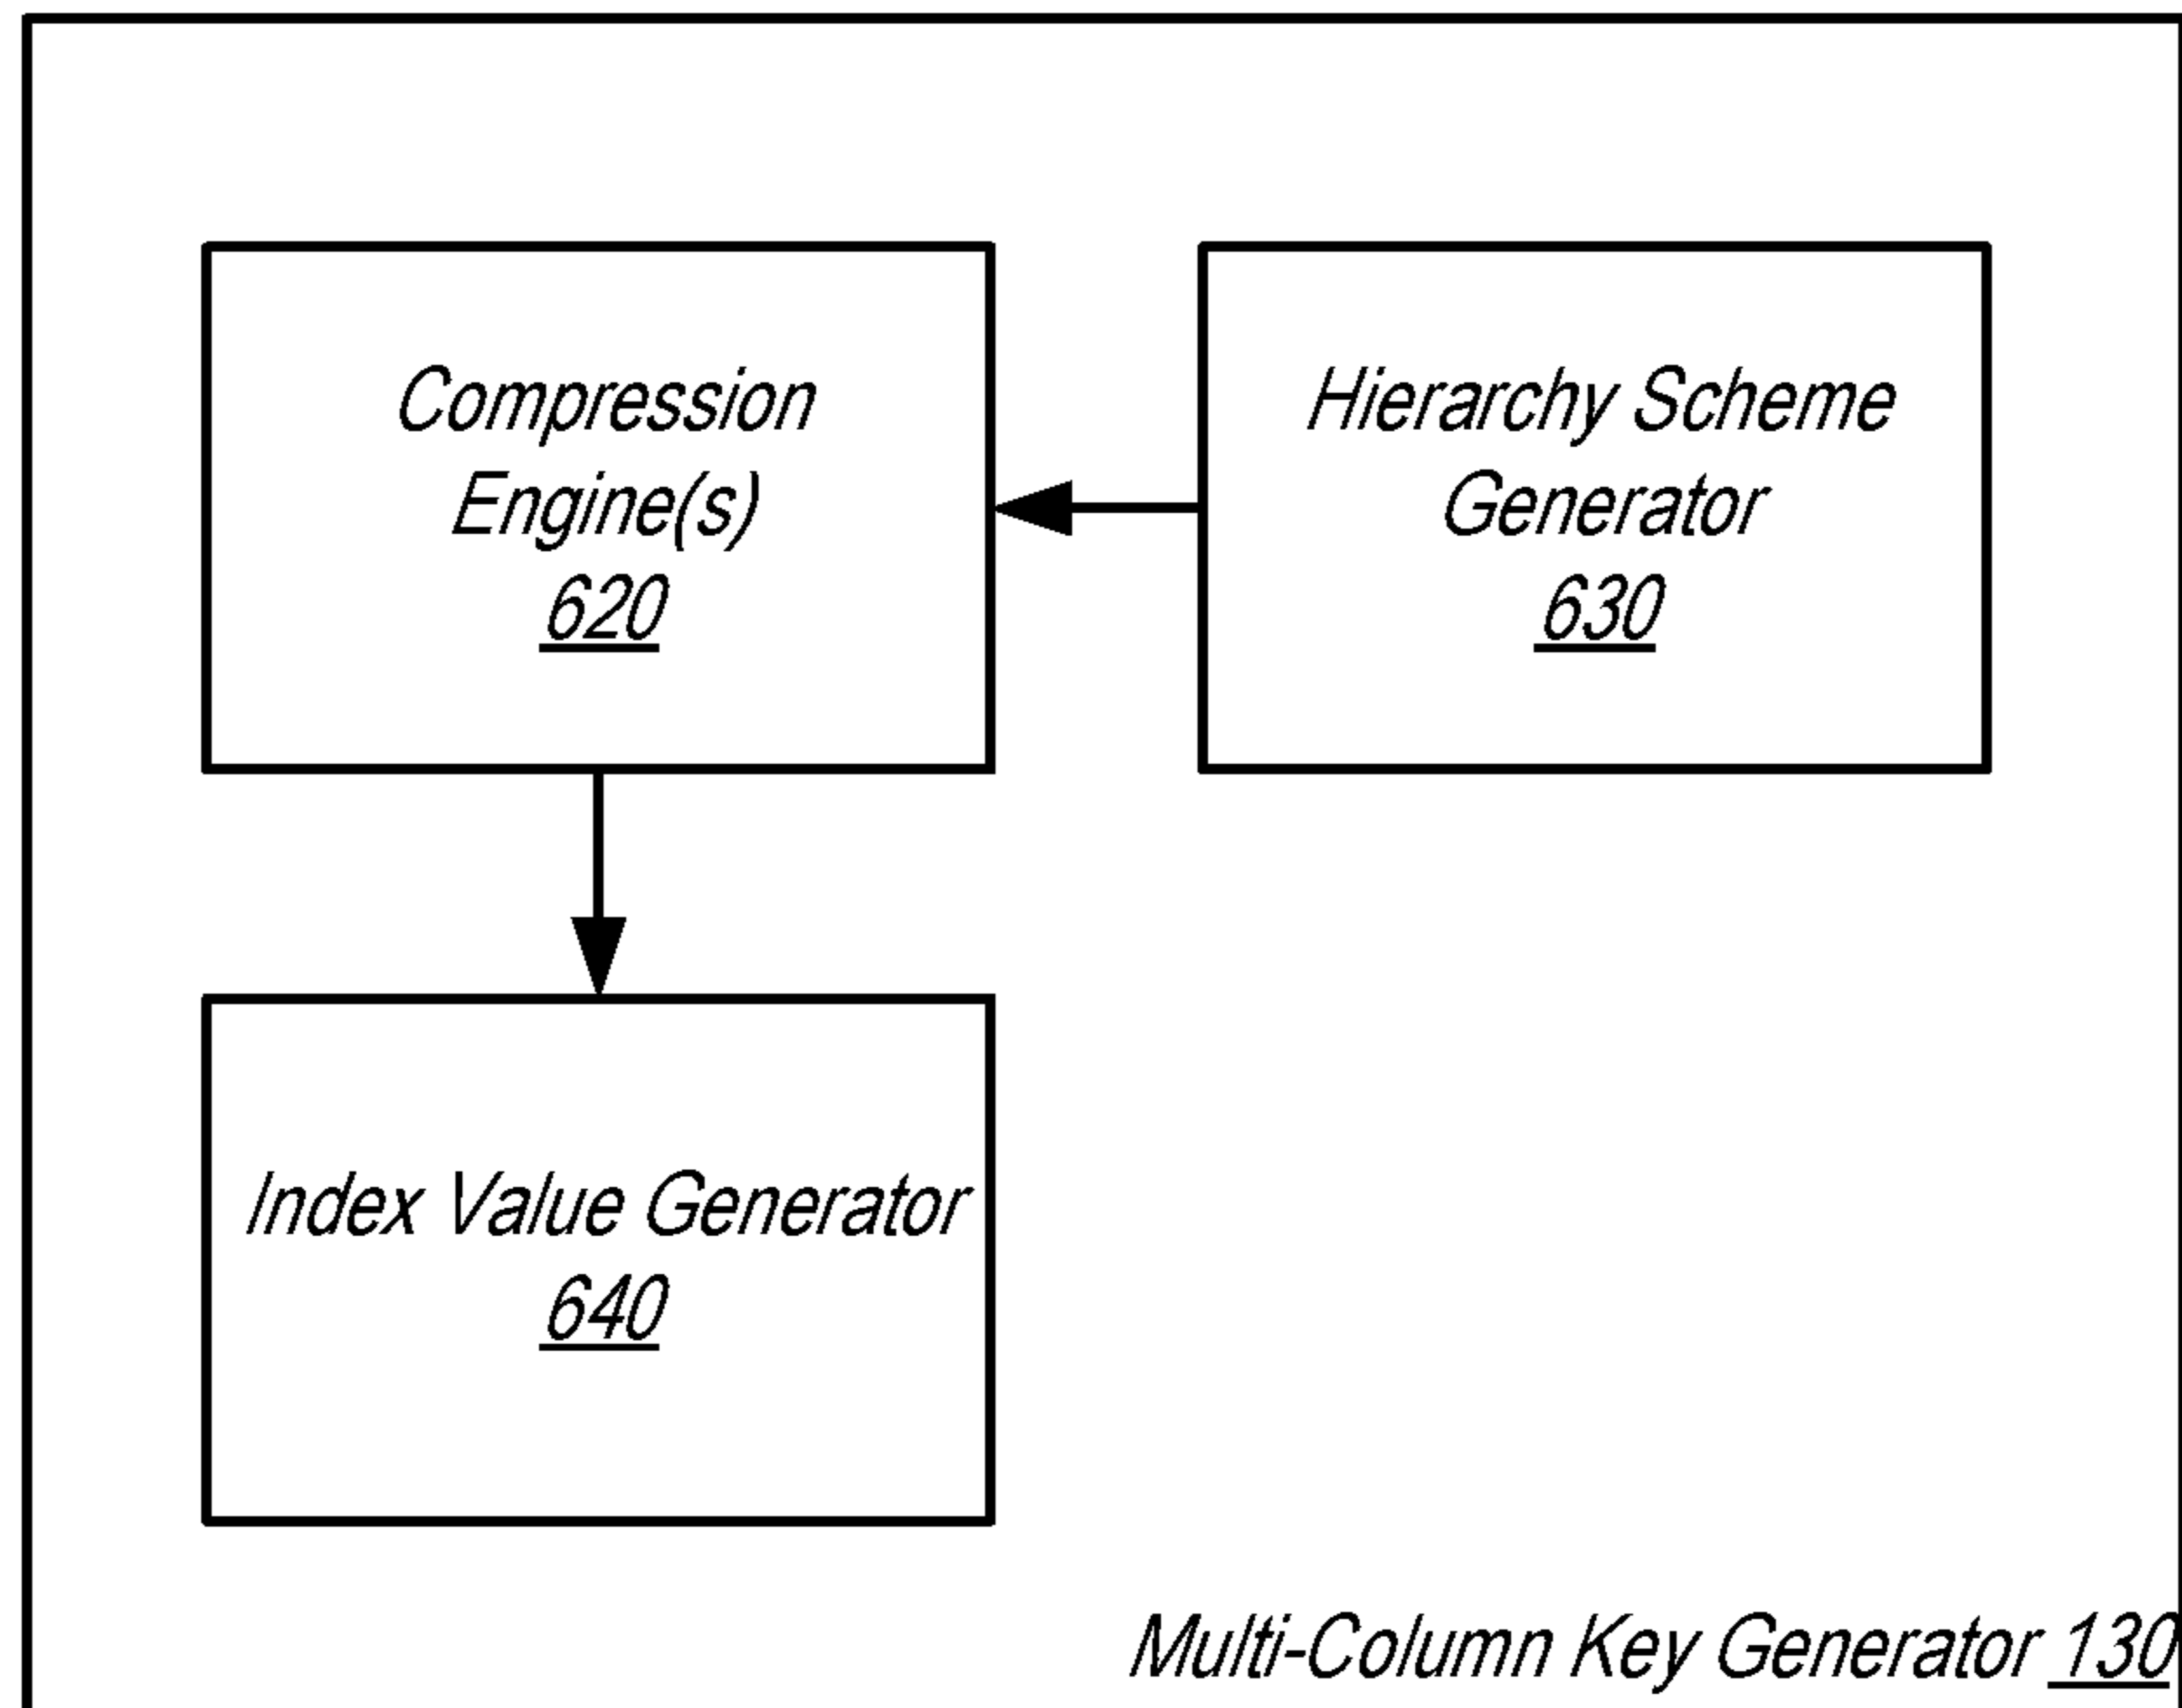 Compression
Engine(s)
620
Hierarchy Scheme
Generator
630
Index Value Generator
640
Multi-Column Key Generator 130